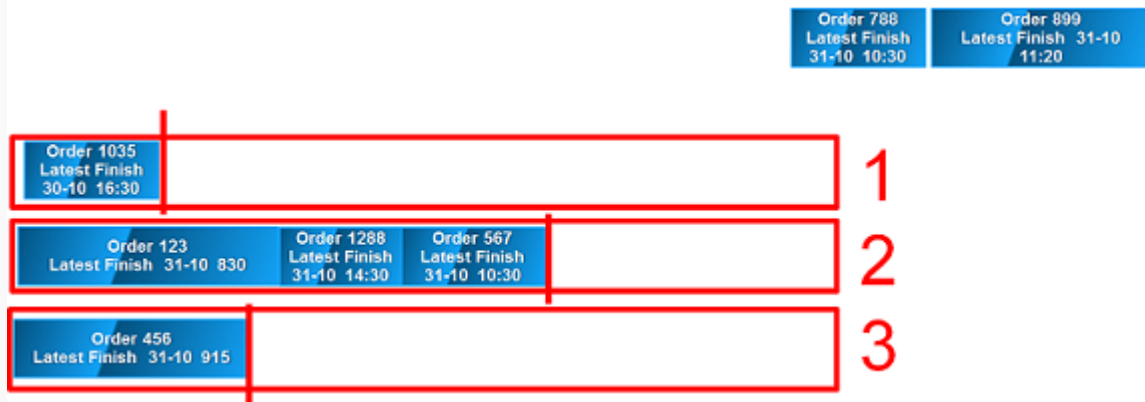 Order 788
Latest Finish
31-10 10:30
Order 899
Latest Finish 31-10
11:20
Order 1035
Latest Finish
30-10 16:30
1
Order 123
Latest Finish 31-10 830
Order 1288
Latest Finish
31-10 14:30
Order 567
Latest Finish
31-10 10:30
2
Order 456
Latest Finish 31-10 915
3